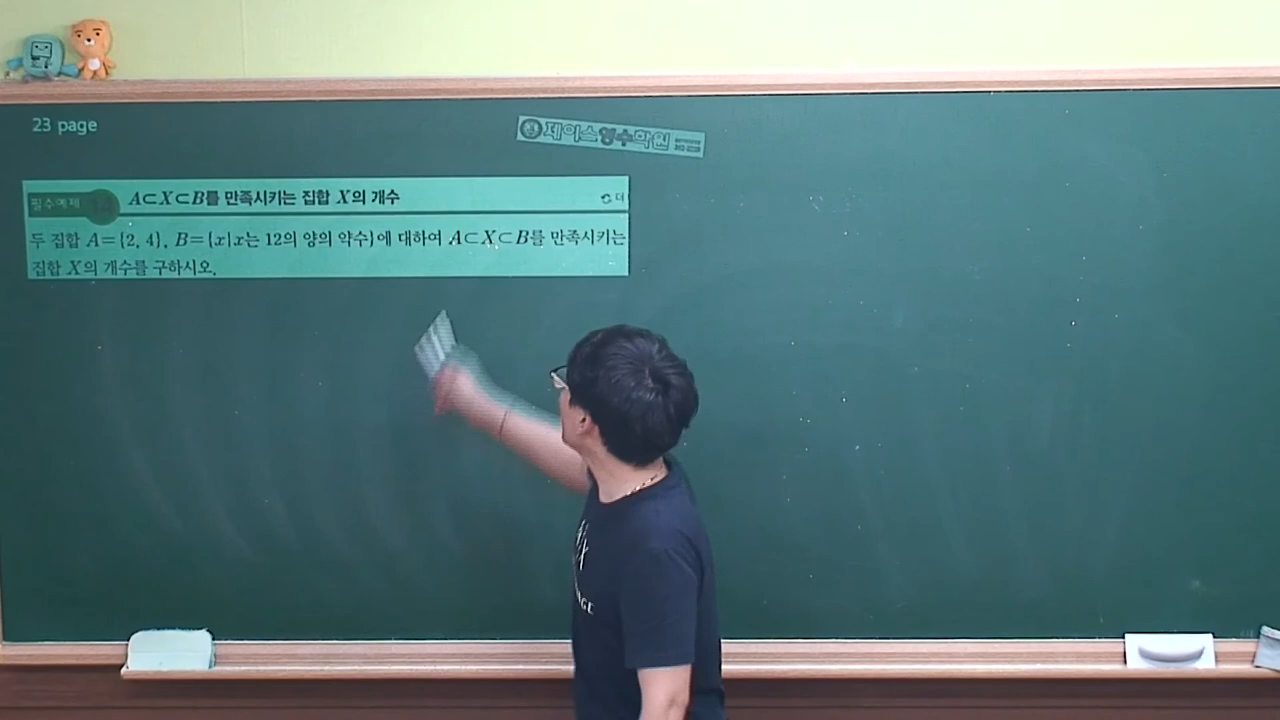 23 page
제이스영수학원
필수예제 14 A⊂X⊂B를 만족시키는 집합 X의 개수
두 집합 A={2, 4}, B={x|x는 12의 양의 약수}에 대하여 A⊂X⊂B를 만족시키는
집합 X의 개수를 구하시오.